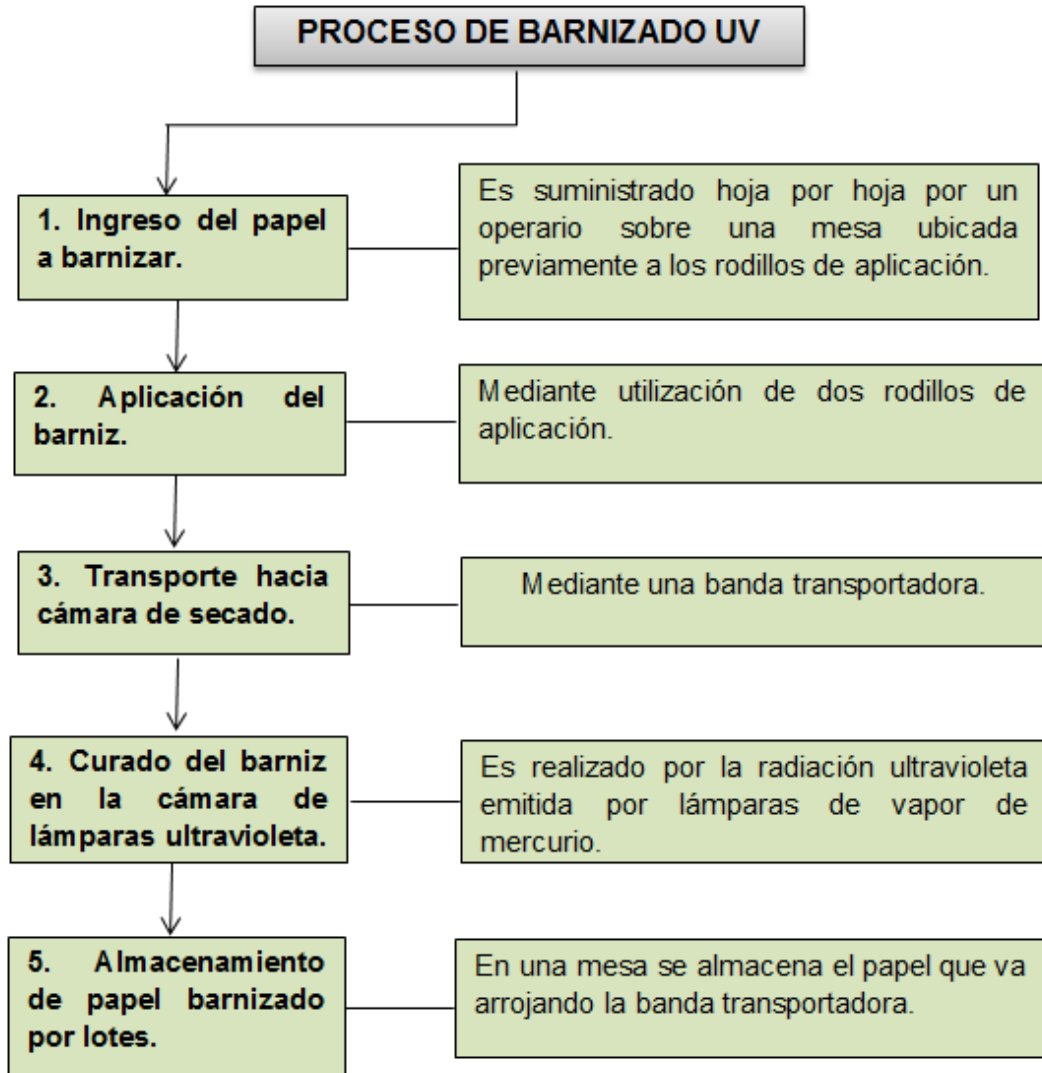 PROCESO DE BARNIZADO UV
1. Ingreso del papel
a barnizar.
Es suministrado hoja por hoja por un
operario sobre una mesa ubicada
previamente a los rodillos de aplicación.
2. Aplicación del
barniz.
Mediante utilización de dos rodillos de
aplicación.
3. Transporte hacia
cámara de secado.
Mediante una banda transportadora.
4. Curado del barniz
en la cámara de
lámparas ultravioleta.
Es realizado por la radiación ultravioleta
emitida por lámparas de vapor de
mercurio.
5. Almacenamiento
de papel barnizado
por lotes.
En una mesa se almacena el papel que va
arrojando la banda transportadora.